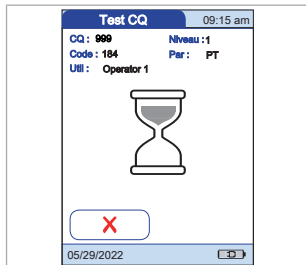 Test CQ 09:15 am
CQ : 999 Niveau :1
Code : 184 Par : PT
Util : Operator 1
05/29/2022